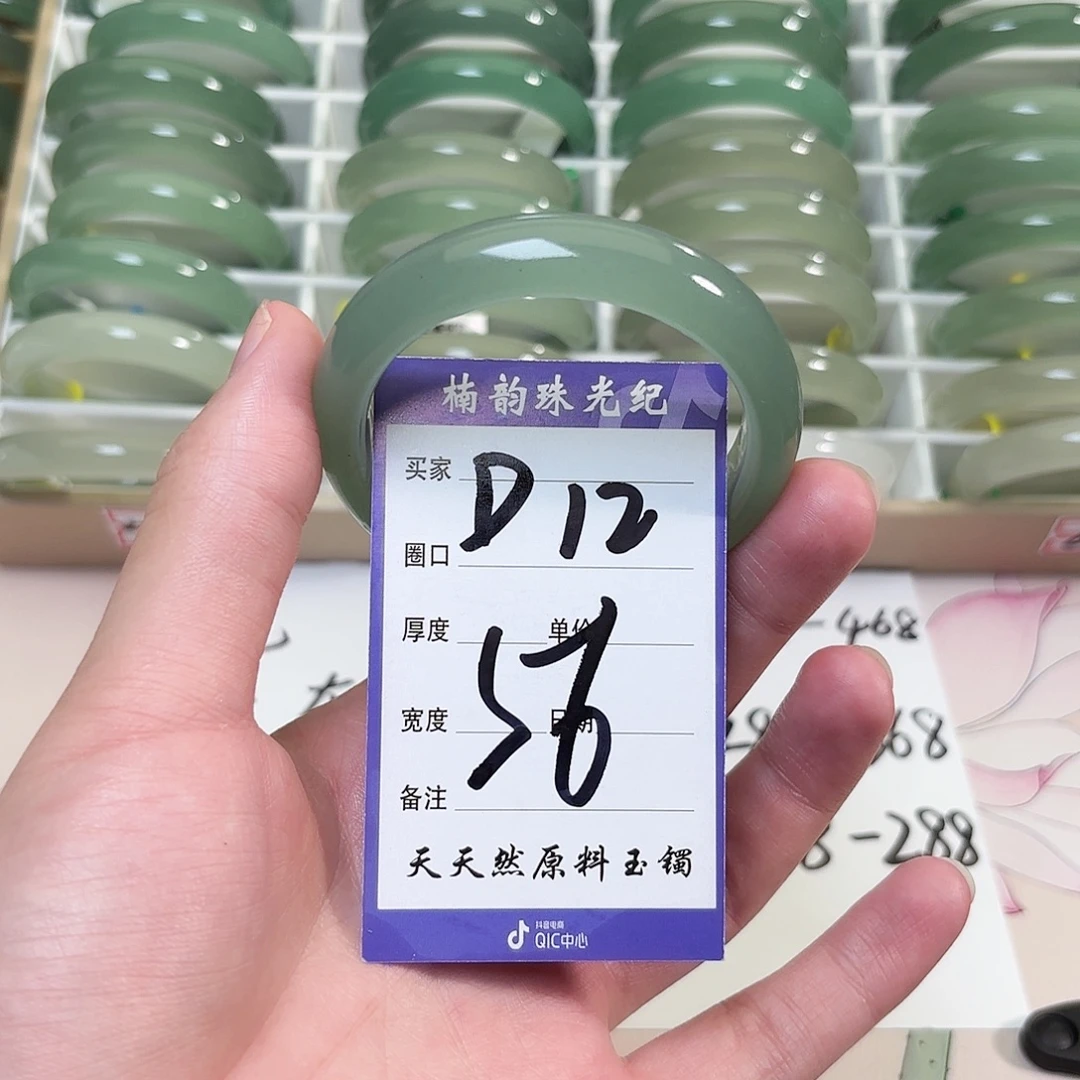 楠韵珠光纪
买家
D12
圈口
厚度 单价
56
宽度 日期
备注
天天然原料玉镯
抖音电商
QIC中心
-468
68
8-288